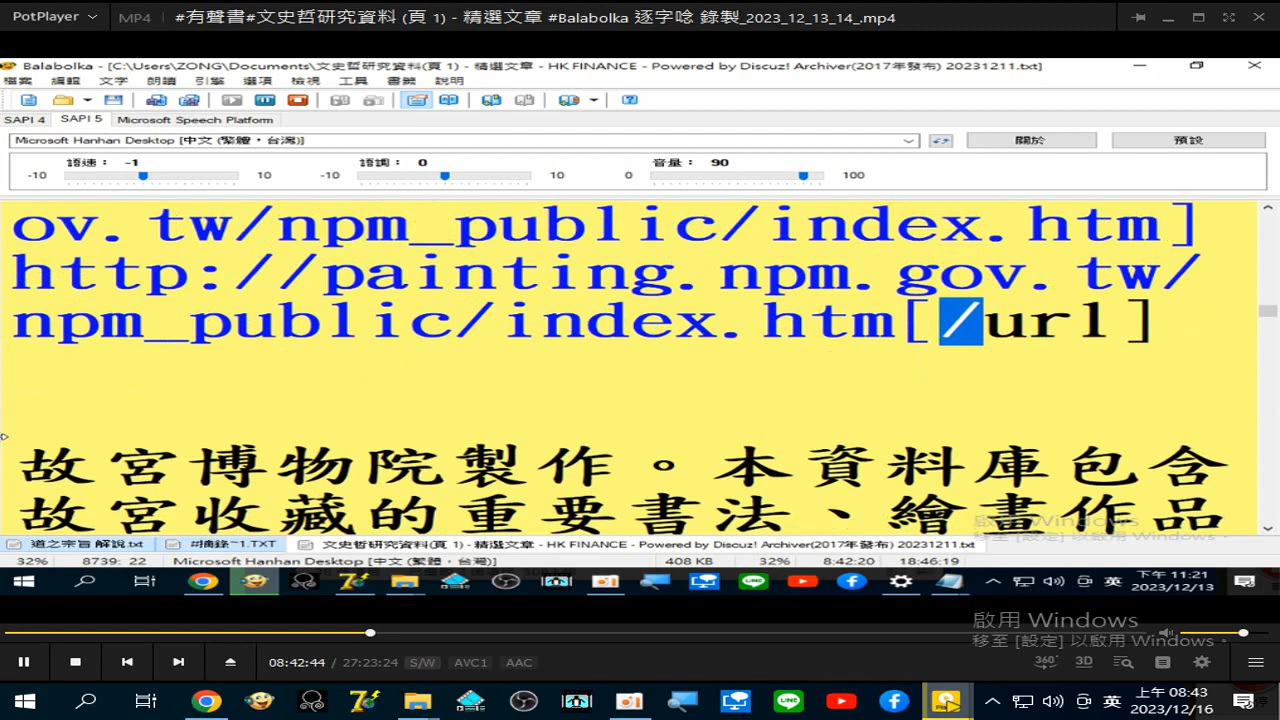 PotPlayer MP4 #有聲書#文史哲研究資料 (頁 1) - 精選文章 #Balabolka 逐字唸 錄製_2023_12_13_14_.mp4
Balabolka - [C:\Users\ZONG\Documents\文史哲研究資料(頁 1) - 精選文章 - HK FINANCE - Powered by Discuz! Archiver(2017年發布) 20231211.txt]
檔案 編輯 文字 朗讀 引擎 選項 檢視 工具 書籤 說明
SAPI 4 SAPI 5 Microsoft Speech Platform
Microsoft Hanhan Desktop [中文 (繁體，台灣)] 關於 預設
語速： -1 語調： 0 音量： 90
-10 10 -10 10 0 100
ov.tw/npm_public/index.htm]
http://painting.npm.gov.tw/
npm_public/index.htm[/url]
故宮博物院製作。本資料庫包含
故宮收藏的重要書法、繪畫作品
啟用 Windows
移至 [設定] 以啟用 Windows。
道之宗旨 解說.txt #摘錄~1.TXT 文史哲研究資料(頁 1) - 精選文章 - HK FINANCE - Powered by Discuz! Archiver(2017年發布) 20231211.txt
32% 8739: 22 Microsoft Hanhan Desktop [中文 (繁體，台灣)] 408 KB 32% 8:42:20 18:46:19
英 下午 11:21
2023/12/13
啟用 Windows
移至 [設定] 以啟用 Windows。
08:42:44 / 27:23:24 S/W AVC1 AAC 360° 3D
英 上午 08:43
2023/12/16